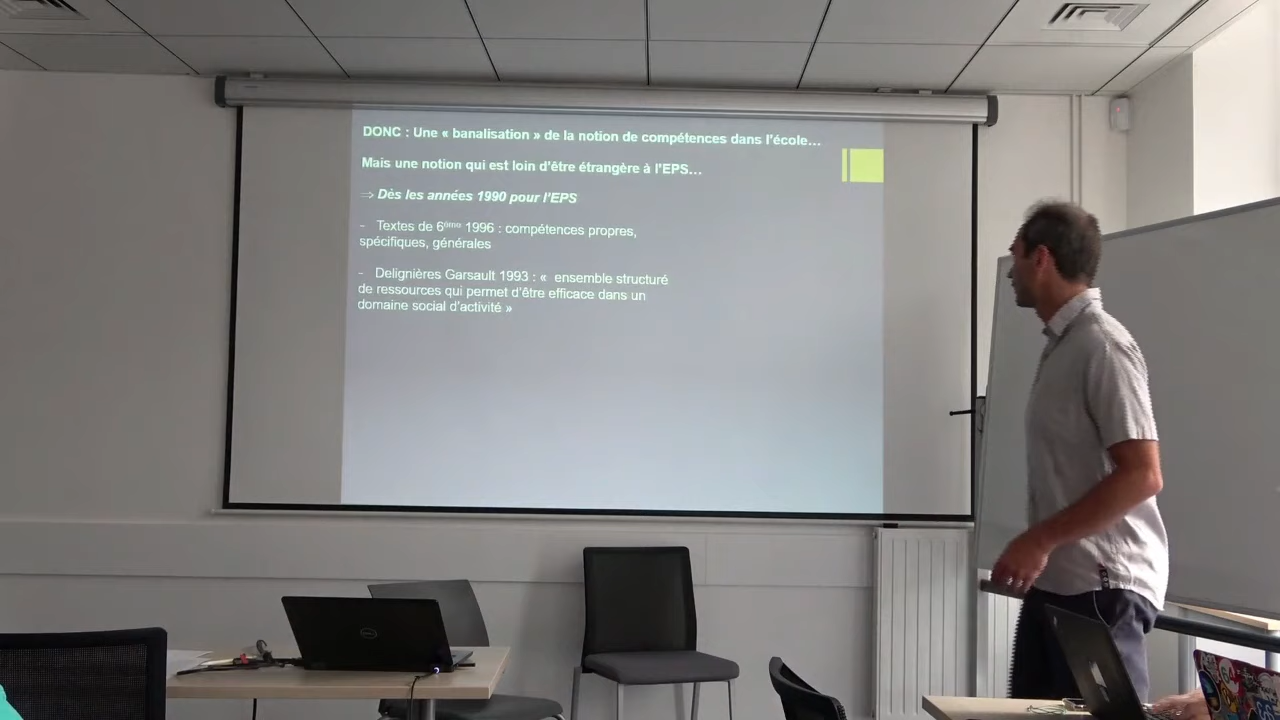 DONC : Une « banalisation » de la notion de compétences dans l'école…
Mais une notion qui est loin d'être étrangère à l'EPS…
⇒ Dès les années 1990 pour l'EPS
- Textes de 6ième 1996 : compétences propres,
spécifiques, générales
- Delignières Garsault 1993 : « ensemble structuré
de ressources qui permet d'être efficace dans un
domaine social d'activité »
DELL